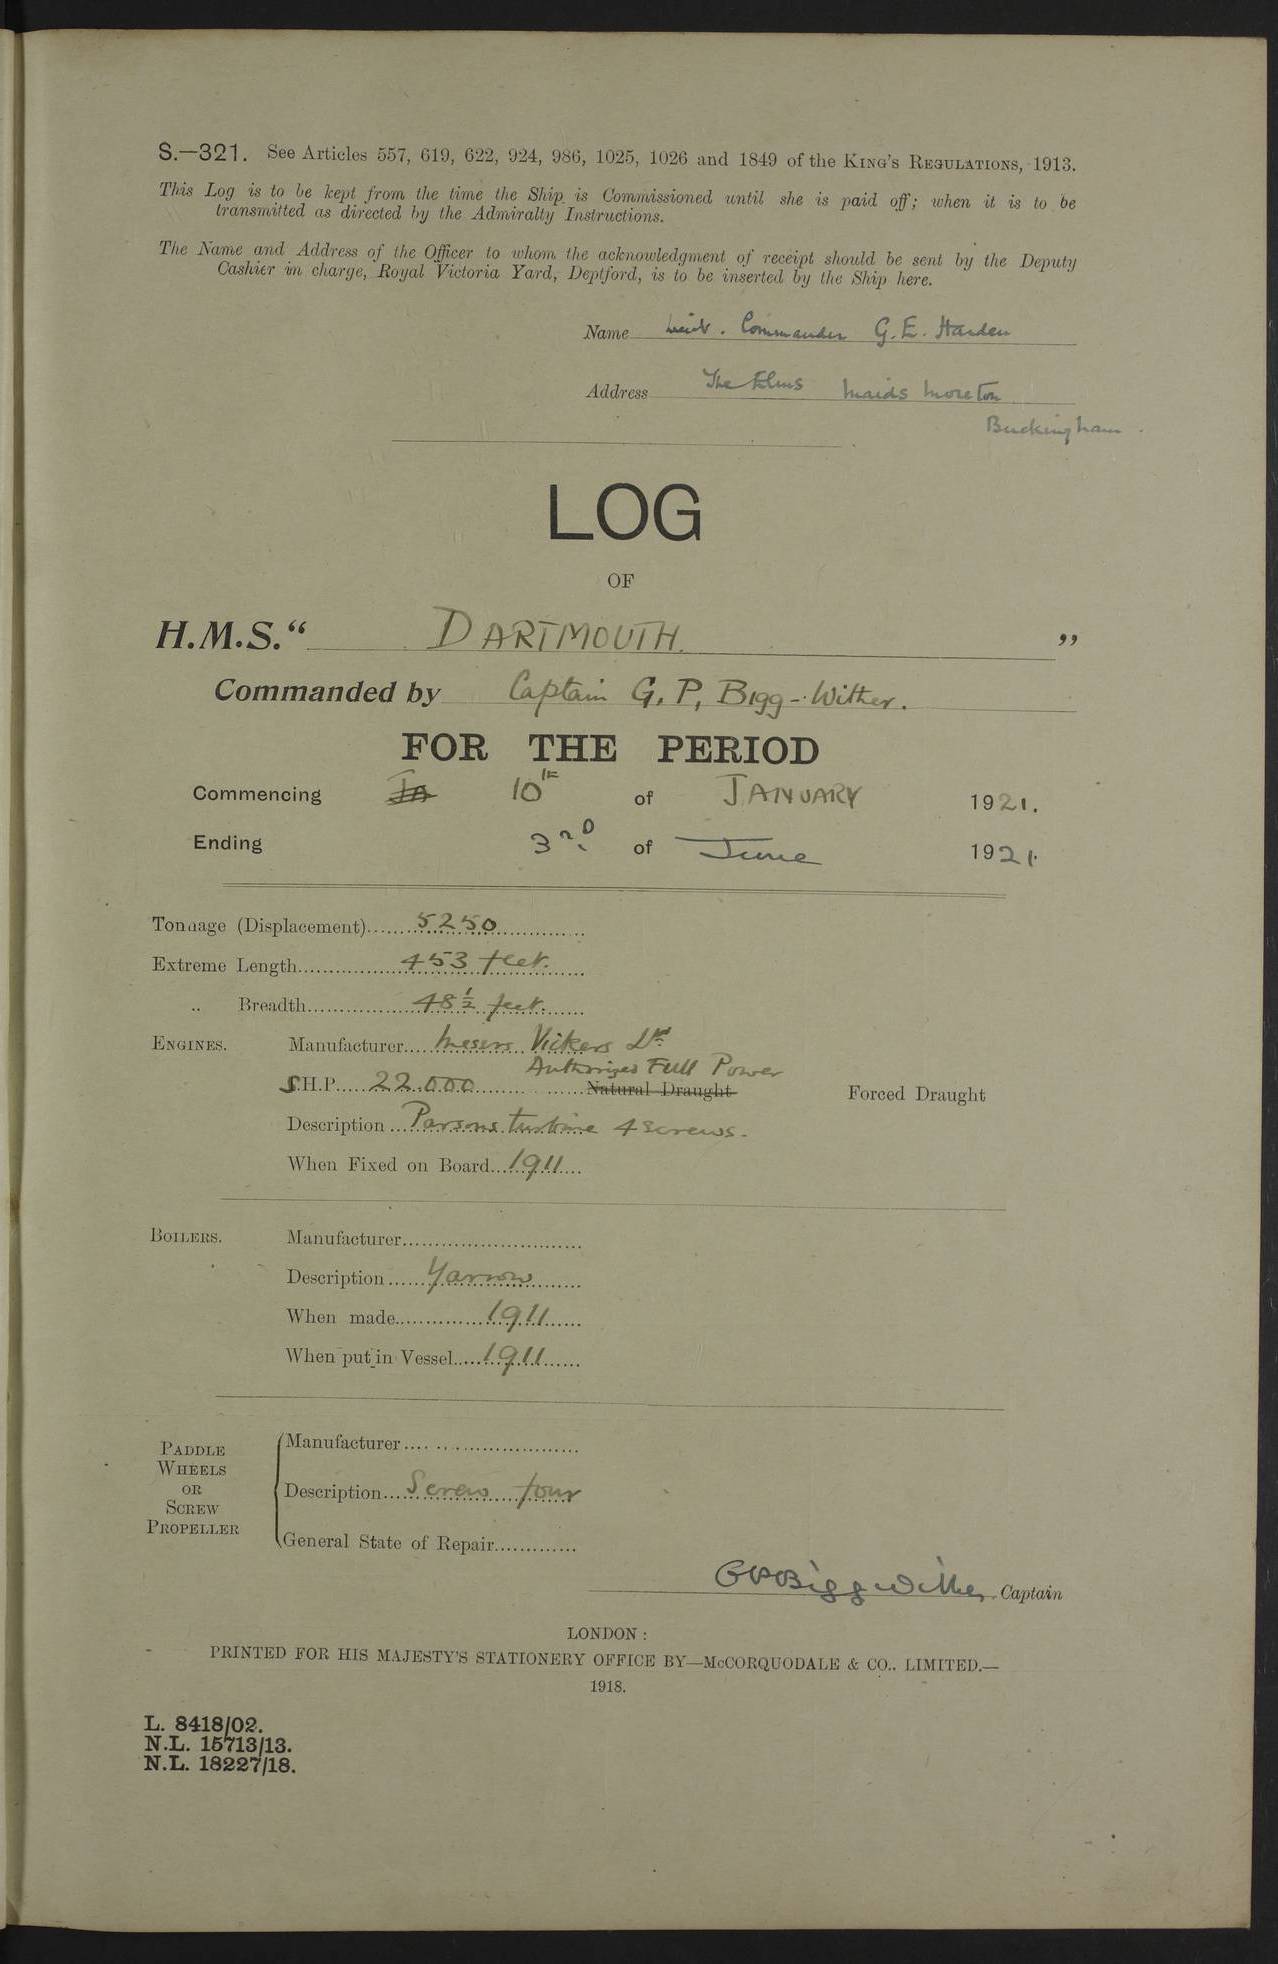 S.—321. See Articles 557, 619, 622, 924, 986, 1025, 1026 and 1849 of the KING'S REGULATIONS, 1913.
This Log is to be kept from the time the Ship is Commissioned until she is paid off; when it is to be
transmitted as directed by the Admiralty Instructions.
The Name and Address of the Officer to whom the acknowledgment of receipt should be sent by the Deputy
Cashier in charge, Royal Victoria Yard, Deptford, is to be inserted by the Ship here.
Name Lieut. Commander G. E. Harden
Address The Elms Maids Moreton
Buckingham.
LOG
OF
H.M.S. “ DARTMOUTH. ”
Commanded by Captain G. P. Bigg-Wither.
FOR THE PERIOD
Commencing Ja 10th of JANUARY 1921.
Ending 3rd of June 1921.
Tonnage (Displacement) 5250
Extreme Length 453 feet.
„ Breadth 48½ feet.
ENGINES. Manufacturer Messrs Vickers Ltd
Authorized Full Power
S.H.P. 22.000 Natural Draught Forced Draught
Description Parsons turbine 4 screws.
When Fixed on Board 1911
BOILERS. Manufacturer
Description Yarrow
When made 1911
When put in Vessel 1911
PADDLE WHEELS OR SCREW PROPELLER
Manufacturer
Description Screw four
General State of Repair
G P Bigg Wither Captain
LONDON:
PRINTED FOR HIS MAJESTY'S STATIONERY OFFICE BY—McCORQUODALE & CO., LIMITED.—
1918.
L. 8418/02.
N.L. 15713/13.
N.L. 18227/18.